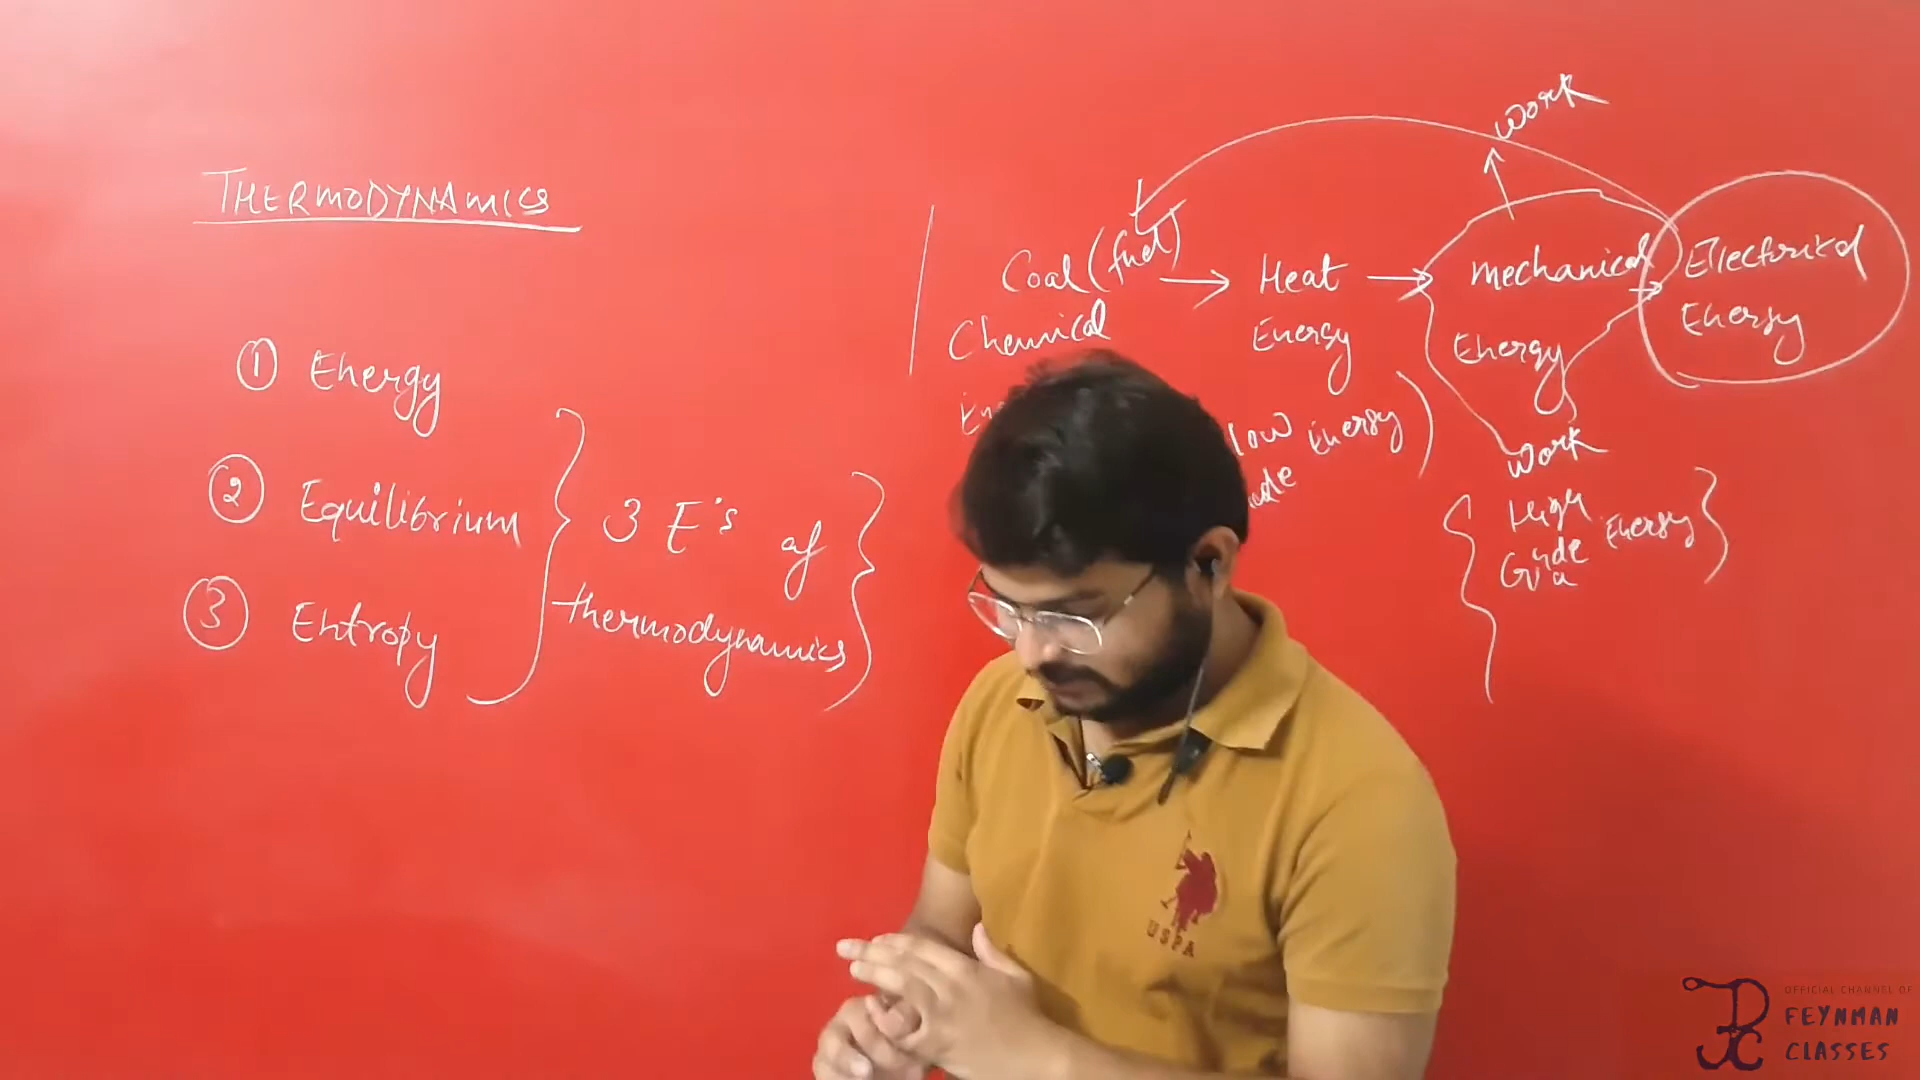 THERMODYNAMICS
① Energy
② Equilibrium
③ Entropy
3 E's of
thermodynamics
Work
Coal (fuel) → Heat → mechanical → Electrical
Chemical Energy Energy Energy
low Energy
Work
High
Grade Energy
USPA
OFFICIAL CHANNEL OF
FEYNMAN
CLASSES